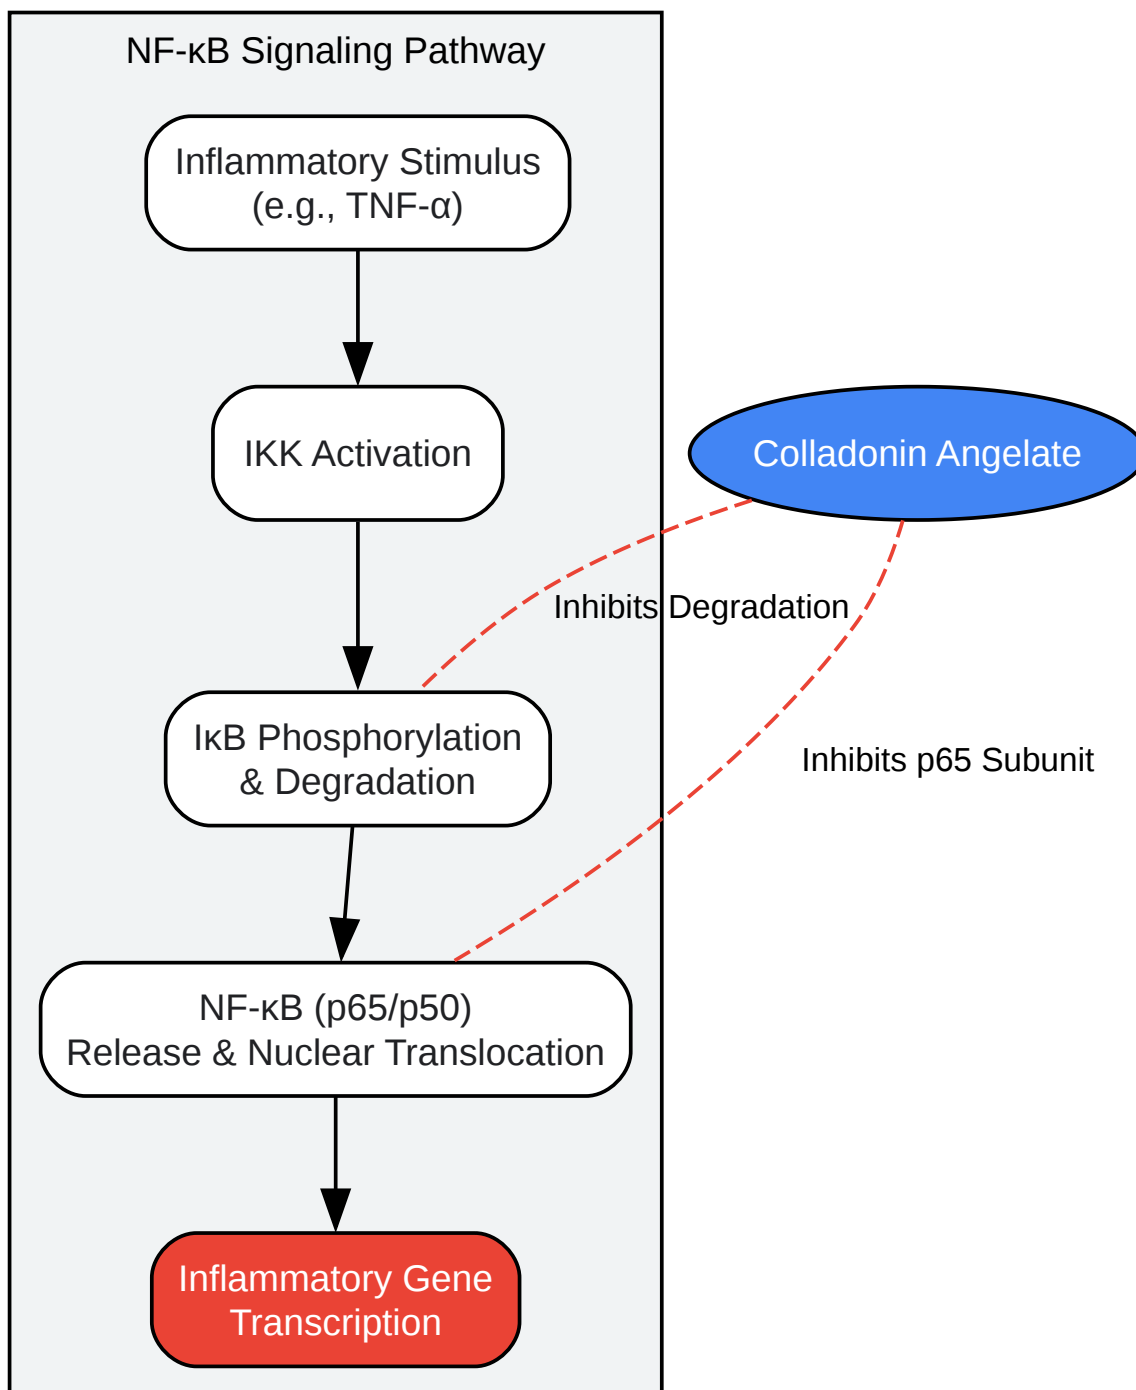 NF-κB Signaling Pathway
Inflammatory Stimulus
(e.g., TNF-α)
IKK Activation
Colladonin Angelate
Inhibits Degradation
IκB Phosphorylation
& Degradation
Inhibits p65 Subunit
NF-κB (p65/p50)
Release & Nuclear Translocation
Inflammatory Gene
Transcription